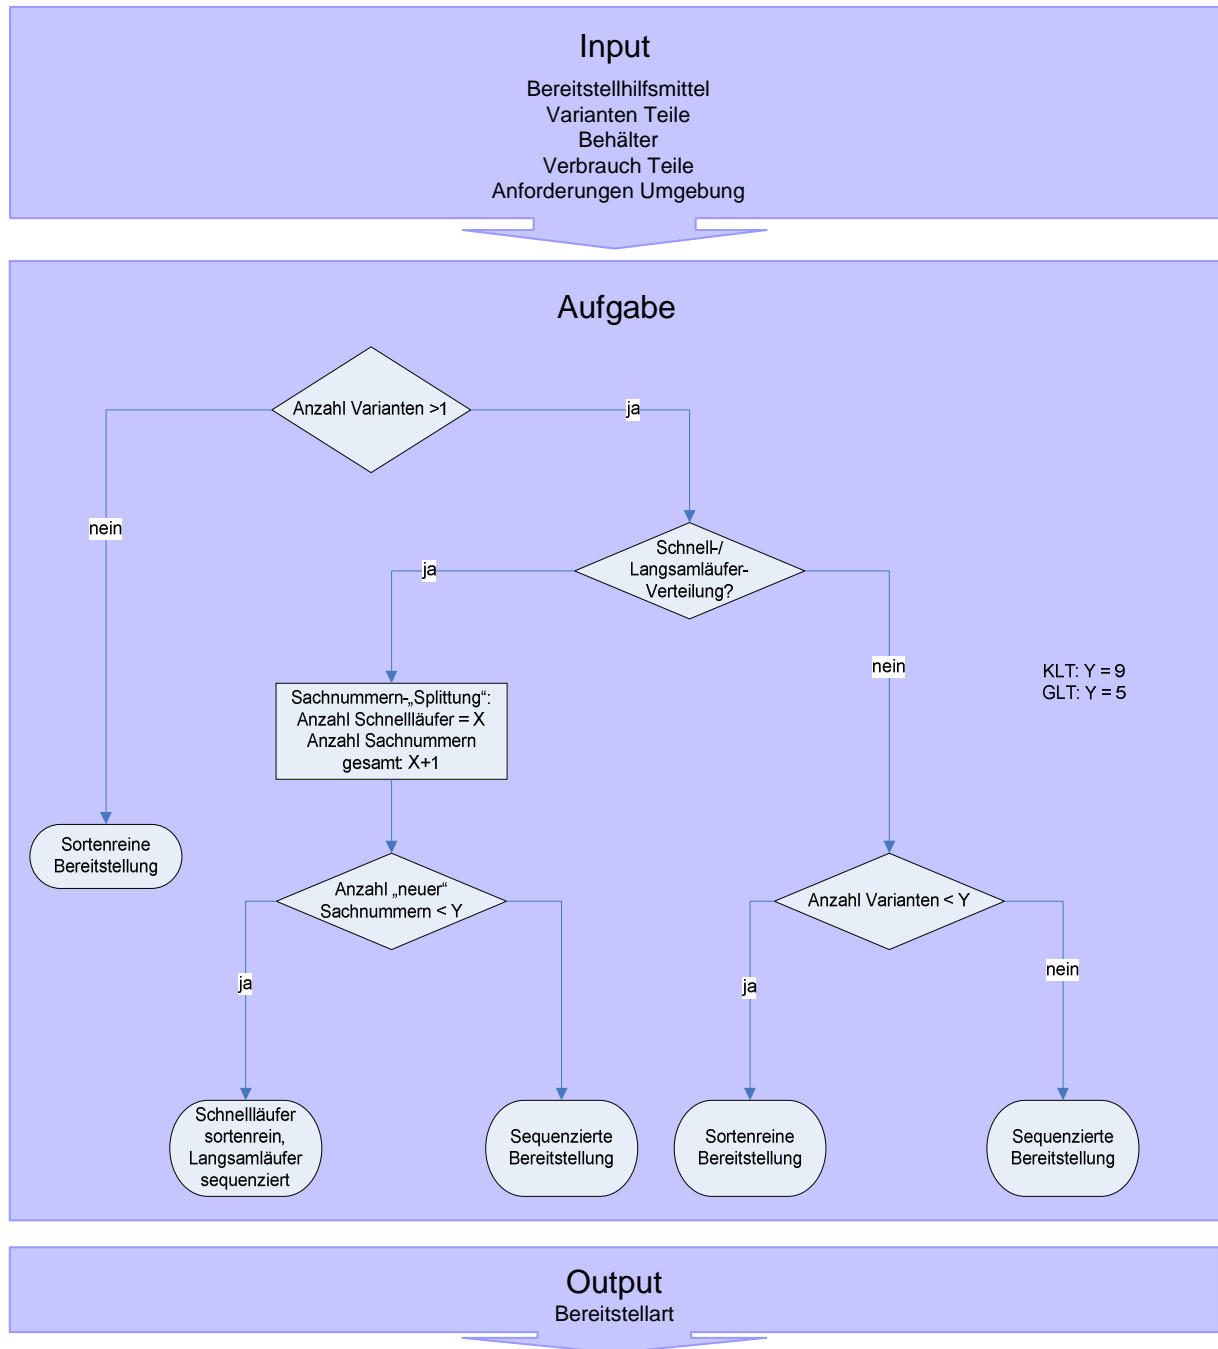 Input
Bereitstellhilfsmittel
Varianten Teile
Behälter
Verbrauch Teile
Anforderungen Umgebung
Aufgabe
Anzahl Varianten >1
ja
nein
Schnell-/
Langsamläufer-
Verteilung?
ja
nein
KLT: Y = 9
GLT: Y = 5
Sachnummern-„Splittung“:
Anzahl Schnellläufer = X
Anzahl Sachnummern
gesamt: X+1
Sortenreine
Bereitstellung
Anzahl „neuer“
Sachnummern < Y
Anzahl Varianten < Y
ja
ja
nein
Schnellläufer
sortenrein,
Langsamläufer
sequenziert
Sequenzierte
Bereitstellung
Sortenreine
Bereitstellung
Sequenzierte
Bereitstellung
Output
Bereitstellart